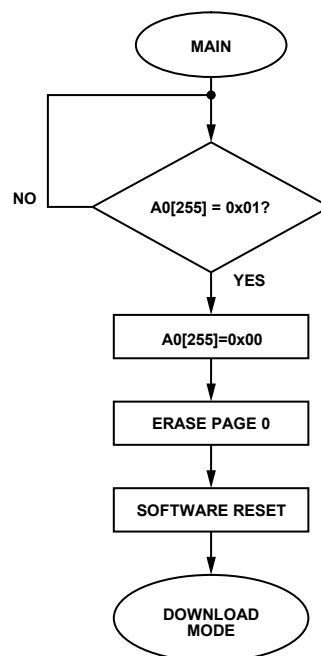 MAIN
A0[255] = 0x01?
NO
YES
A0[255]=0x00
ERASE PAGE 0
SOFTWARE RESET
DOWNLOAD
MODE